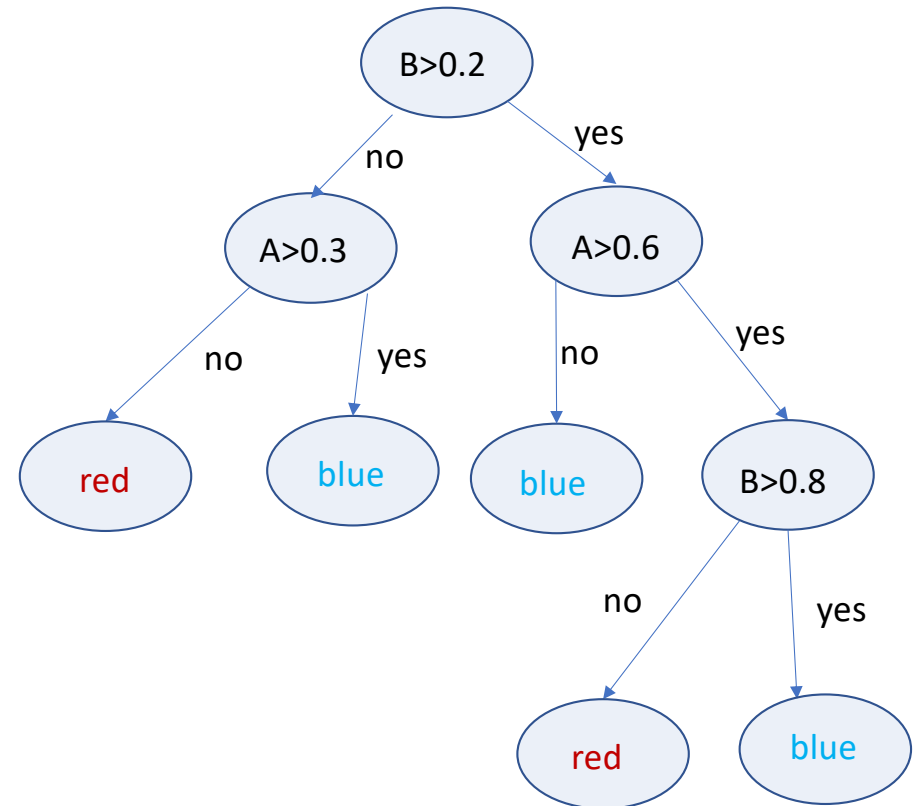 B>0.2
no
yes
A>0.3
A>0.6
no
yes
no
yes
red
blue
blue
B>0.8
no
yes
red
blue